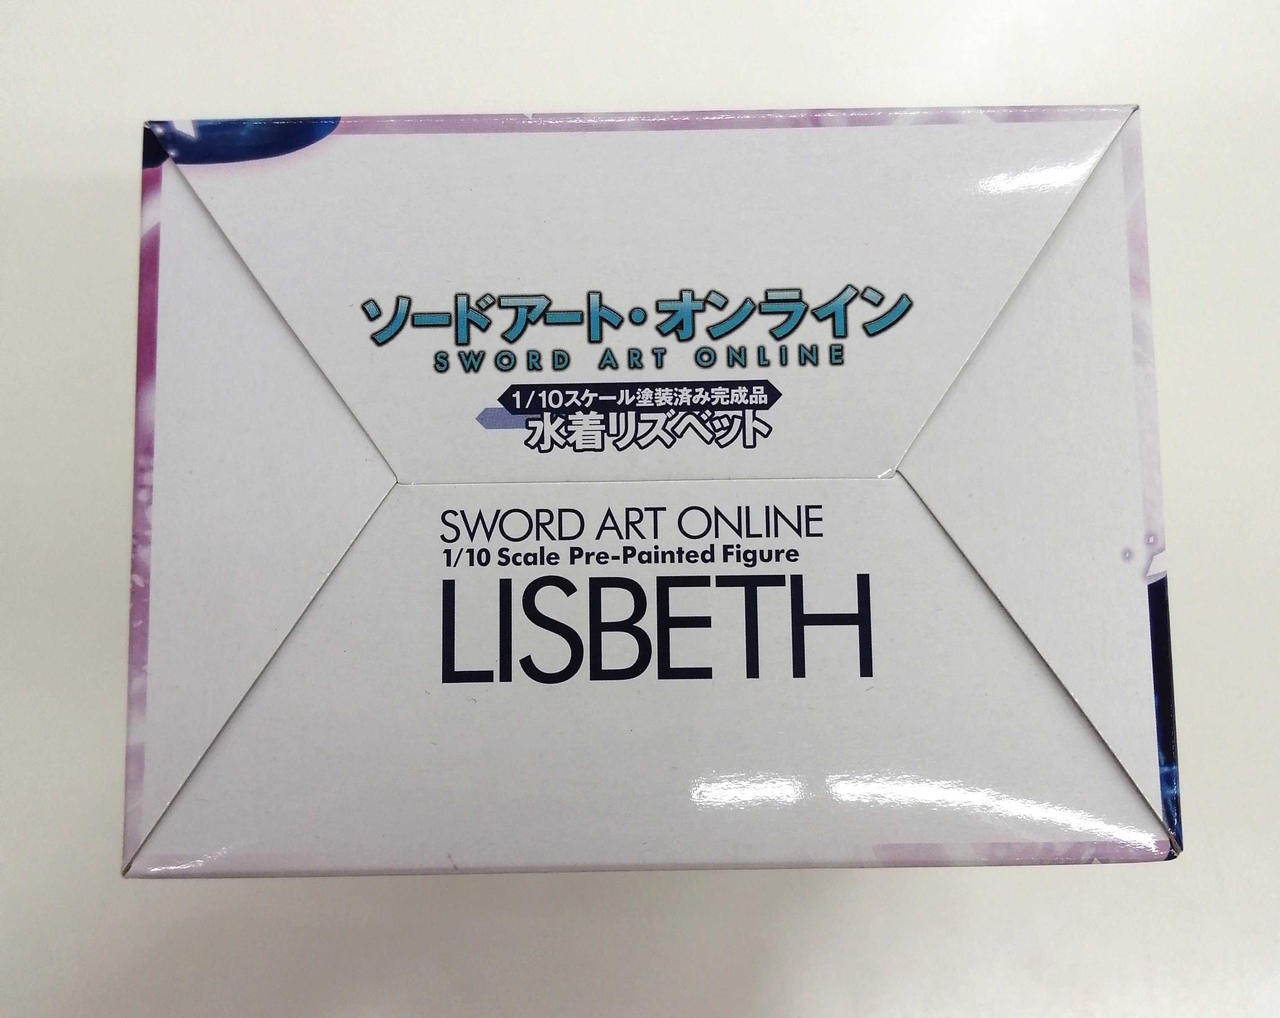 ソードアート・オンライン
SWORD ART ONLINE
1/10スケール塗装済み完成品
水着リズベット
SWORD ART ONLINE
1/10 Scale Pre-Painted Figure
LISBETH